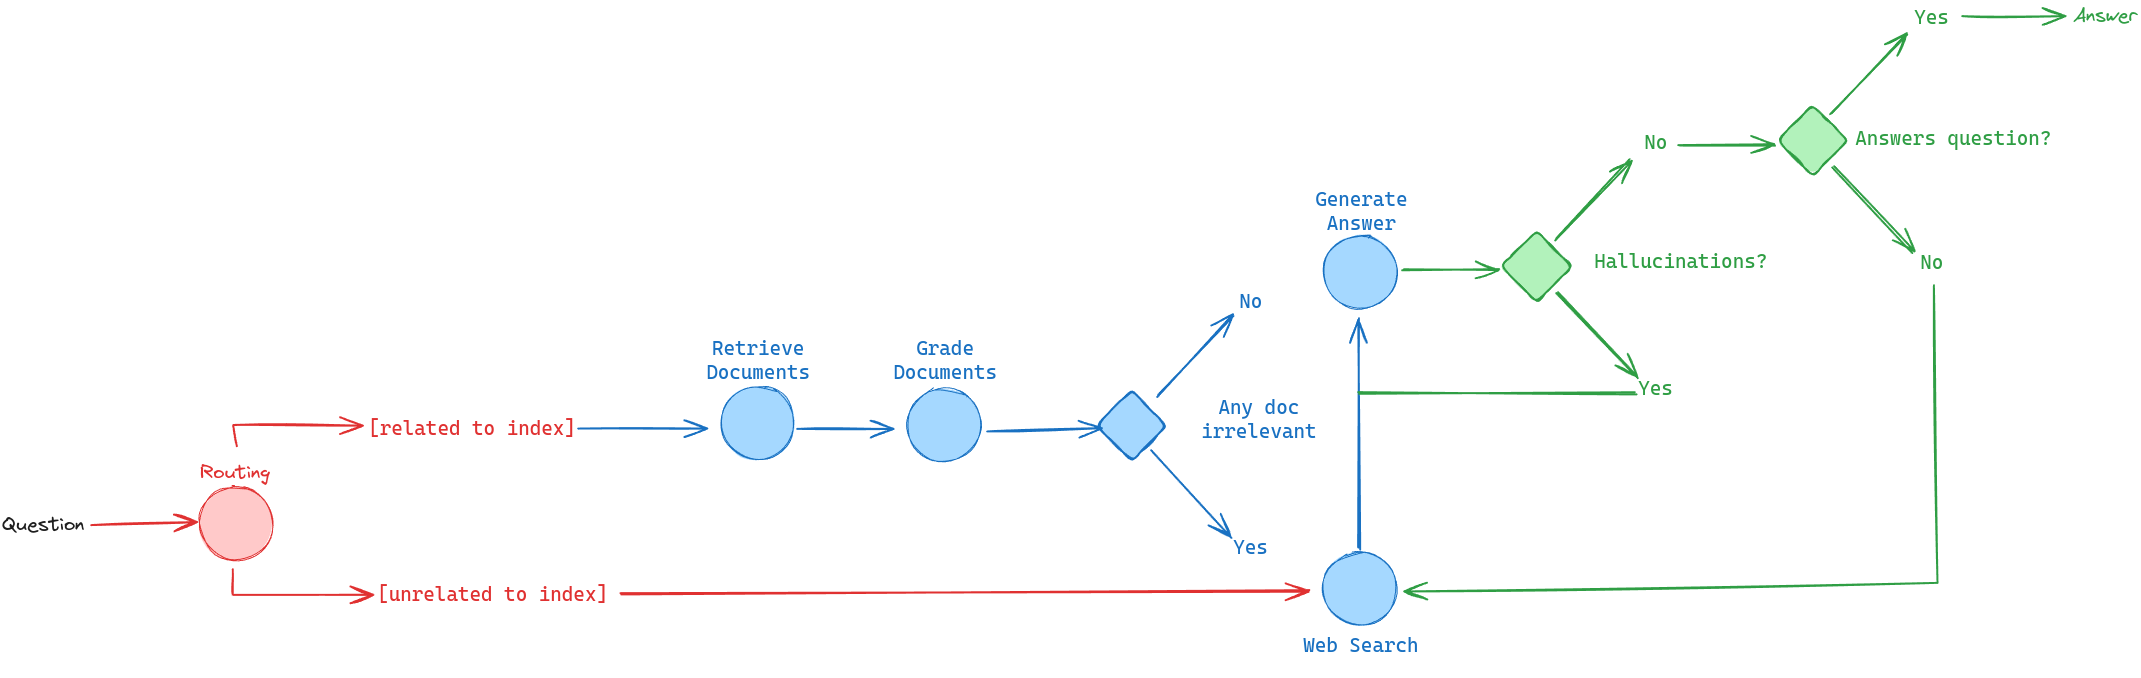 Question
Routing
[related to index]
[unrelated to index]
Retrieve
Documents
Grade
Documents
Any doc
irrelevant
No
Yes
Web Search
Generate
Answer
Hallucinations?
No
Yes
Answers question?
Yes
No
Answer